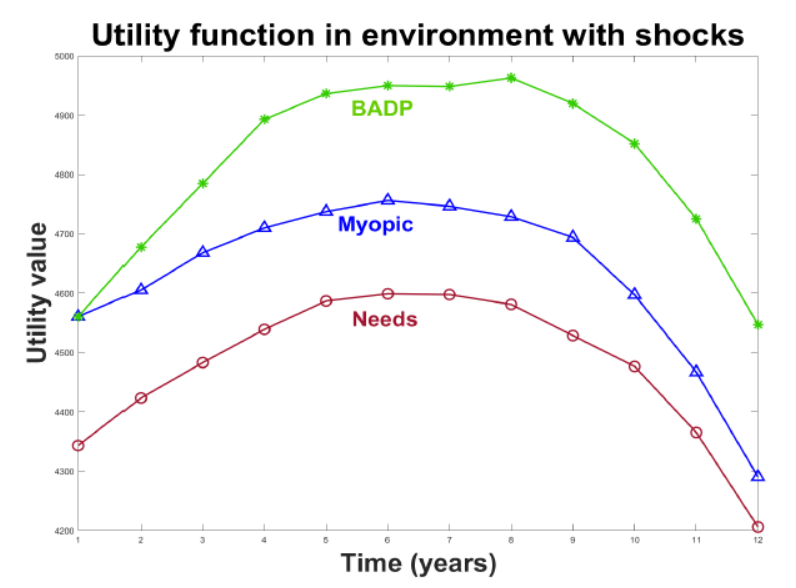 Utility function in environment with shocks
5000
4900
4800
4700
4600
4500
4400
4300
4200
Utility value
BADP
Myopic
Needs
1 2 3 4 5 6 7 8 9 10 11 12
Time (years)